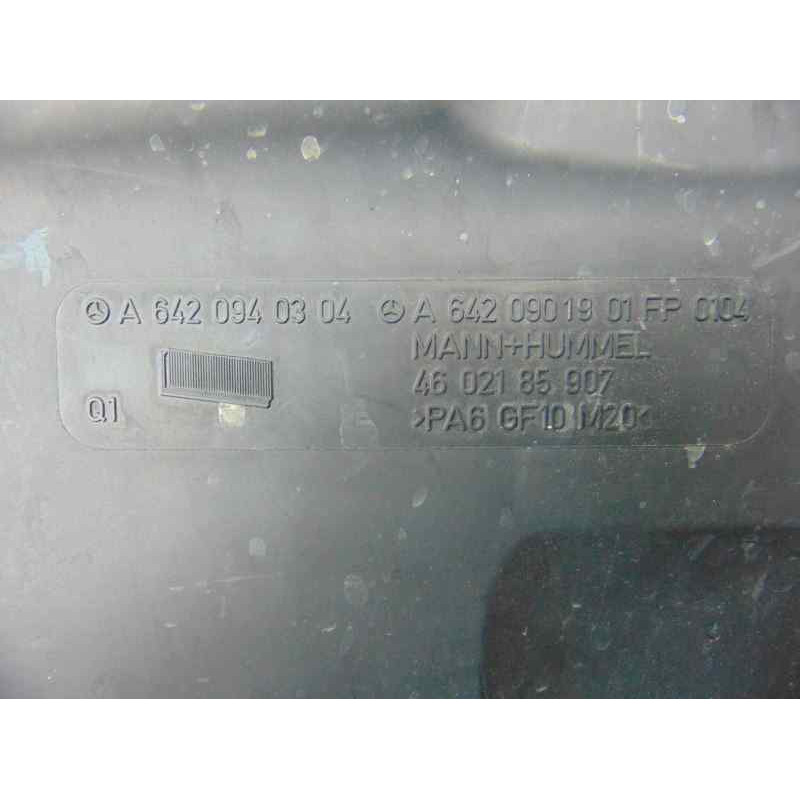 A 642 094 03 04 A 642 090 19 01 FP 0104
MANN+HUMMEL
46 021 85 907
Q1 >PA6 GF10 M20<